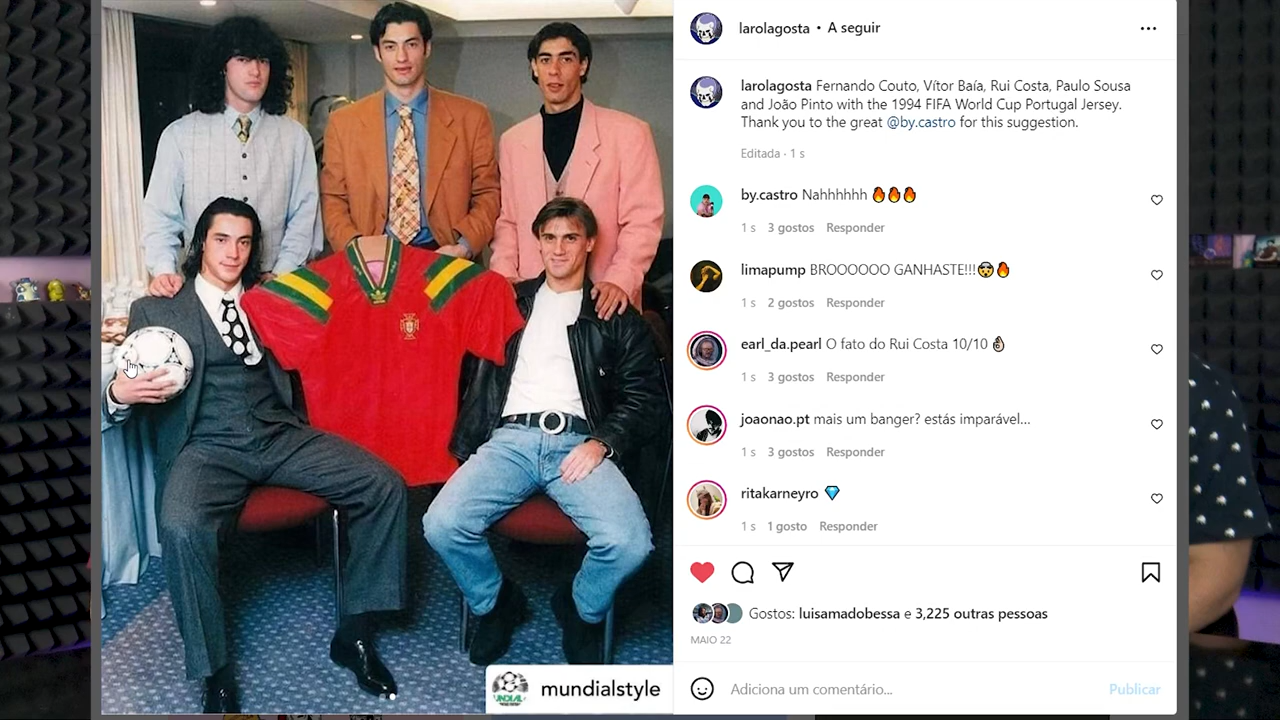 larolagosta • A seguir
larolagosta Fernando Couto, Vítor Baía, Rui Costa, Paulo Sousa
and João Pinto with the 1994 FIFA World Cup Portugal Jersey.
Thank you to the great @by.castro for this suggestion.
Editada · 1 s
by.castro Nahhhhhh 🔥🔥🔥
1 s 3 gostos Responder
limapump BROOOOOO GANHASTE!!!🤯🔥
1 s 2 gostos Responder
earl_da.pearl O fato do Rui Costa 10/10 👌🏼
1 s 3 gostos Responder
joaonao.pt mais um banger? estás imparável...
1 s 3 gostos Responder
ritakarneyro 💎
1 s 1 gosto Responder
Gostos: luisamadobessa e 3,225 outras pessoas
MAIO 22
Adiciona um comentário... Publicar
mundialstyle